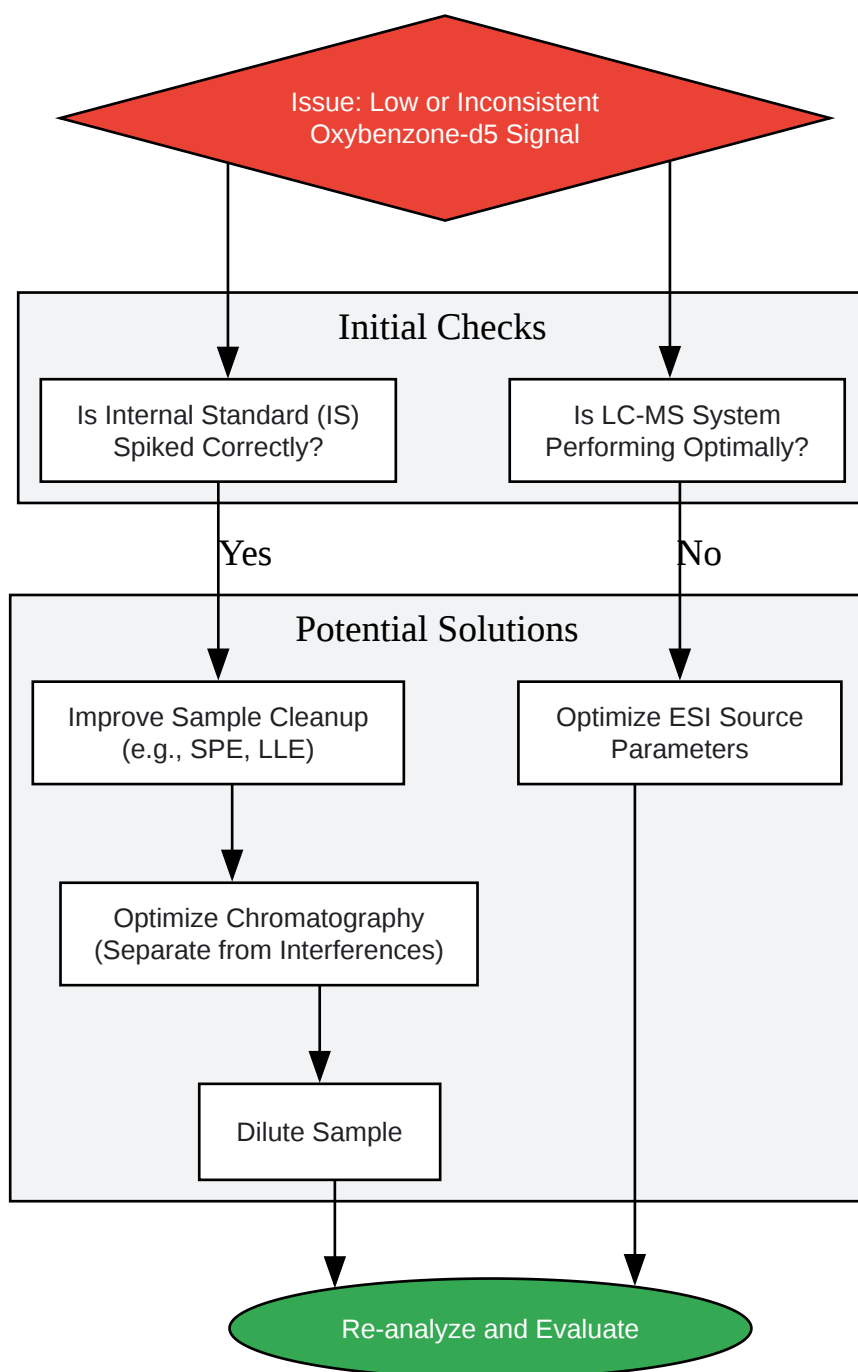 Issue: Low or Inconsistent
Oxybenzone-d5 Signal
Initial Checks
Is Internal Standard (IS)
Spiked Correctly?
Is LC-MS System
Performing Optimally?
Yes
No
Potential Solutions
Improve Sample Cleanup
(e.g., SPE, LLE)
Optimize ESI Source
Parameters
Optimize Chromatography
(Separate from Interferences)
Dilute Sample
Re-analyze and Evaluate